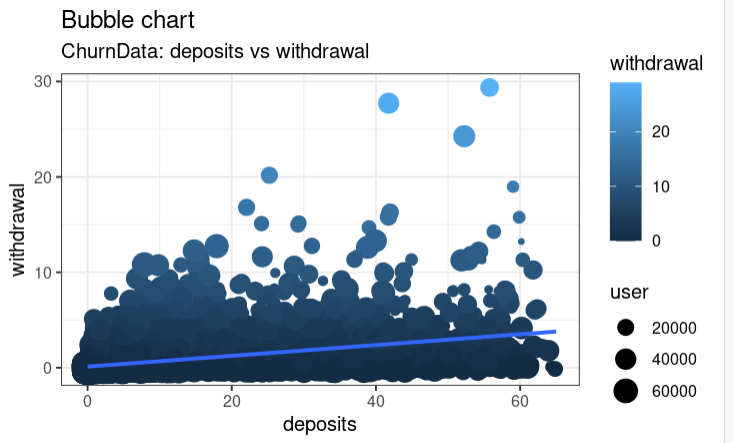 Bubble chart
ChurnData: deposits vs withdrawal
withdrawal
30
20
10
0
0 20 40 60
deposits
withdrawal
20
10
0
user
20000
40000
60000